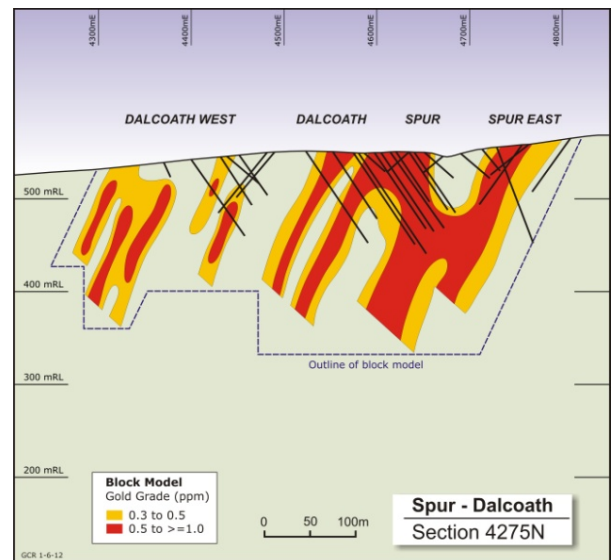 4300mE 4400mE 4500mE 4600mE 4700mE 4800mE
DALCOATH WEST DALCOATH SPUR SPUR EAST
500 mRL
400 mRL
Outline of block model
300 mRL
200 mRL
Block Model
Gold Grade (ppm)
0.3 to 0.5
0.5 to >=1.0
0 50 100m
Spur - Dalcoath
Section 4275N
GCR 1-6-12